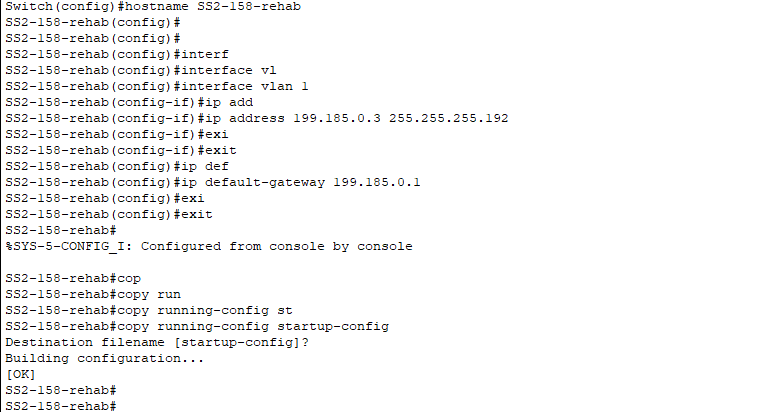 Switch(config)#hostname SS2-158-rehab
SS2-158-rehab(config)#
SS2-158-rehab(config)#
SS2-158-rehab(config)#interf
SS2-158-rehab(config)#interface vl
SS2-158-rehab(config)#interface vlan 1
SS2-158-rehab(config-if)#ip add
SS2-158-rehab(config-if)#ip address 199.185.0.3 255.255.255.192
SS2-158-rehab(config-if)#exi
SS2-158-rehab(config-if)#exit
SS2-158-rehab(config)#ip def
SS2-158-rehab(config)#ip default-gateway 199.185.0.1
SS2-158-rehab(config)#exi
SS2-158-rehab(config)#exit
SS2-158-rehab#
%SYS-5-CONFIG_I: Configured from console by console
SS2-158-rehab#cop
SS2-158-rehab#copy run
SS2-158-rehab#copy running-config st
SS2-158-rehab#copy running-config startup-config
Destination filename [startup-config]?
Building configuration...
[OK]
SS2-158-rehab#
SS2-158-rehab#